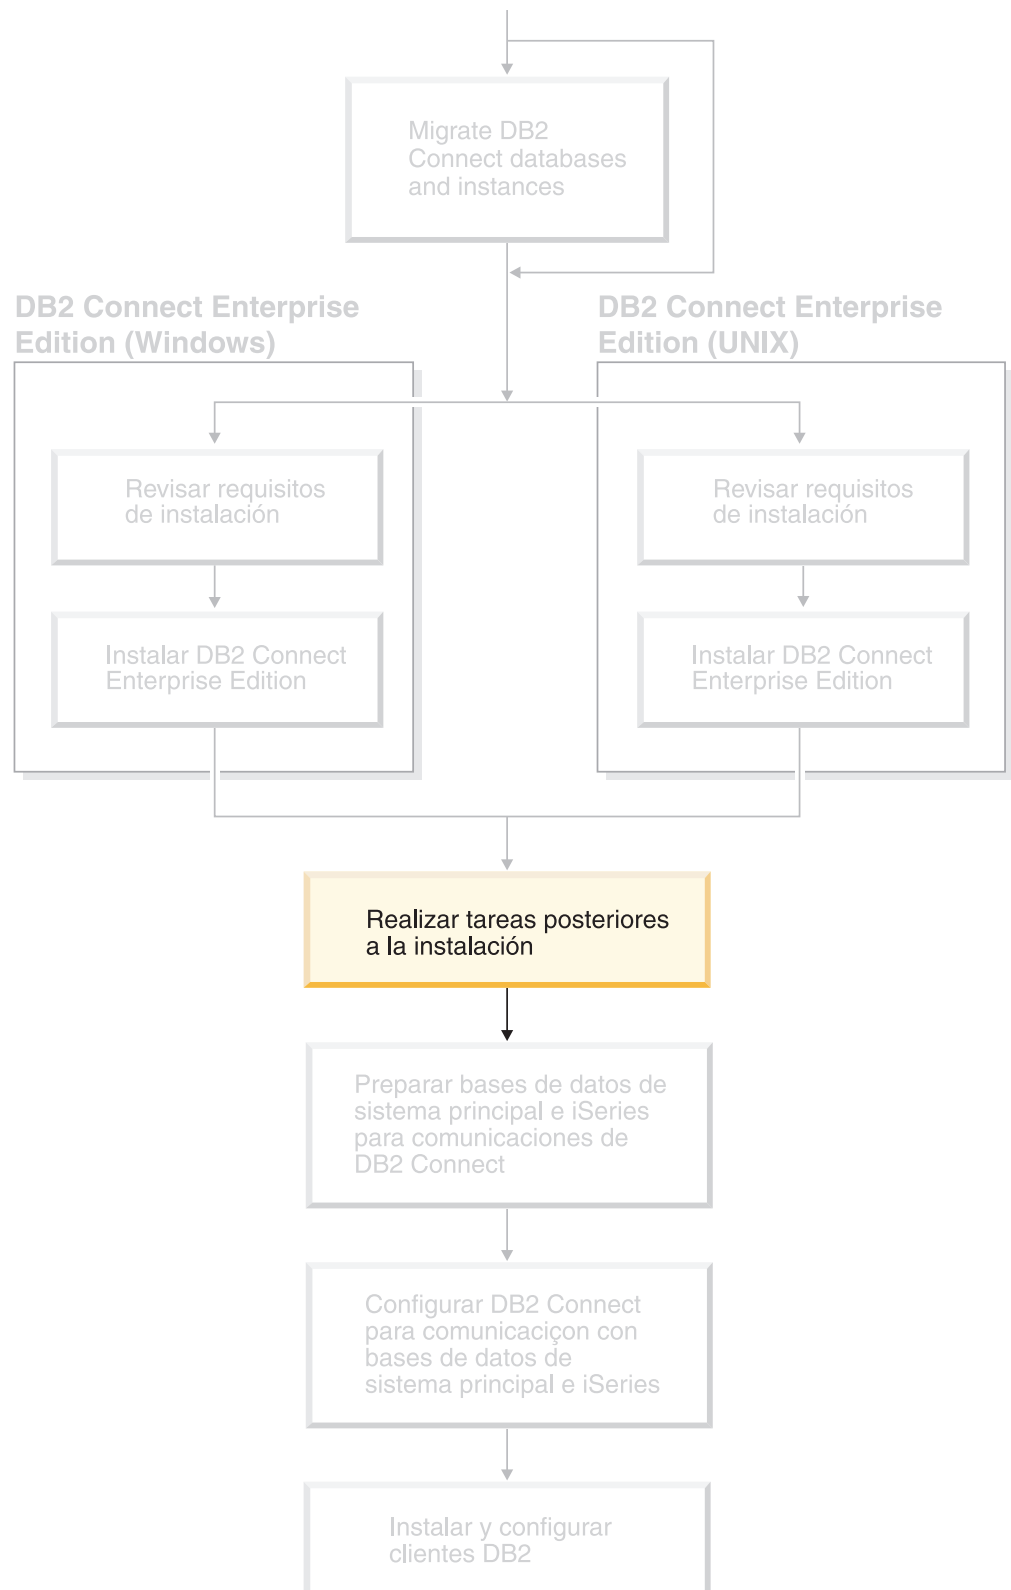 Migrate DB2
Connect databases
and instances
DB2 Connect Enterprise
Edition (Windows)
DB2 Connect Enterprise
Edition (UNIX)
Revisar requisitos
de instalación
Revisar requisitos
de instalación
Instalar DB2 Connect
Enterprise Edition
Instalar DB2 Connect
Enterprise Edition
Realizar tareas posteriores
a la instalación
Preparar bases de datos de
sistema principal e iSeries
para comunicaciones de
DB2 Connect
Configurar DB2 Connect
para comunicaciçon con
bases de datos de
sistema principal e iSeries
Instalar y configurar
clientes DB2